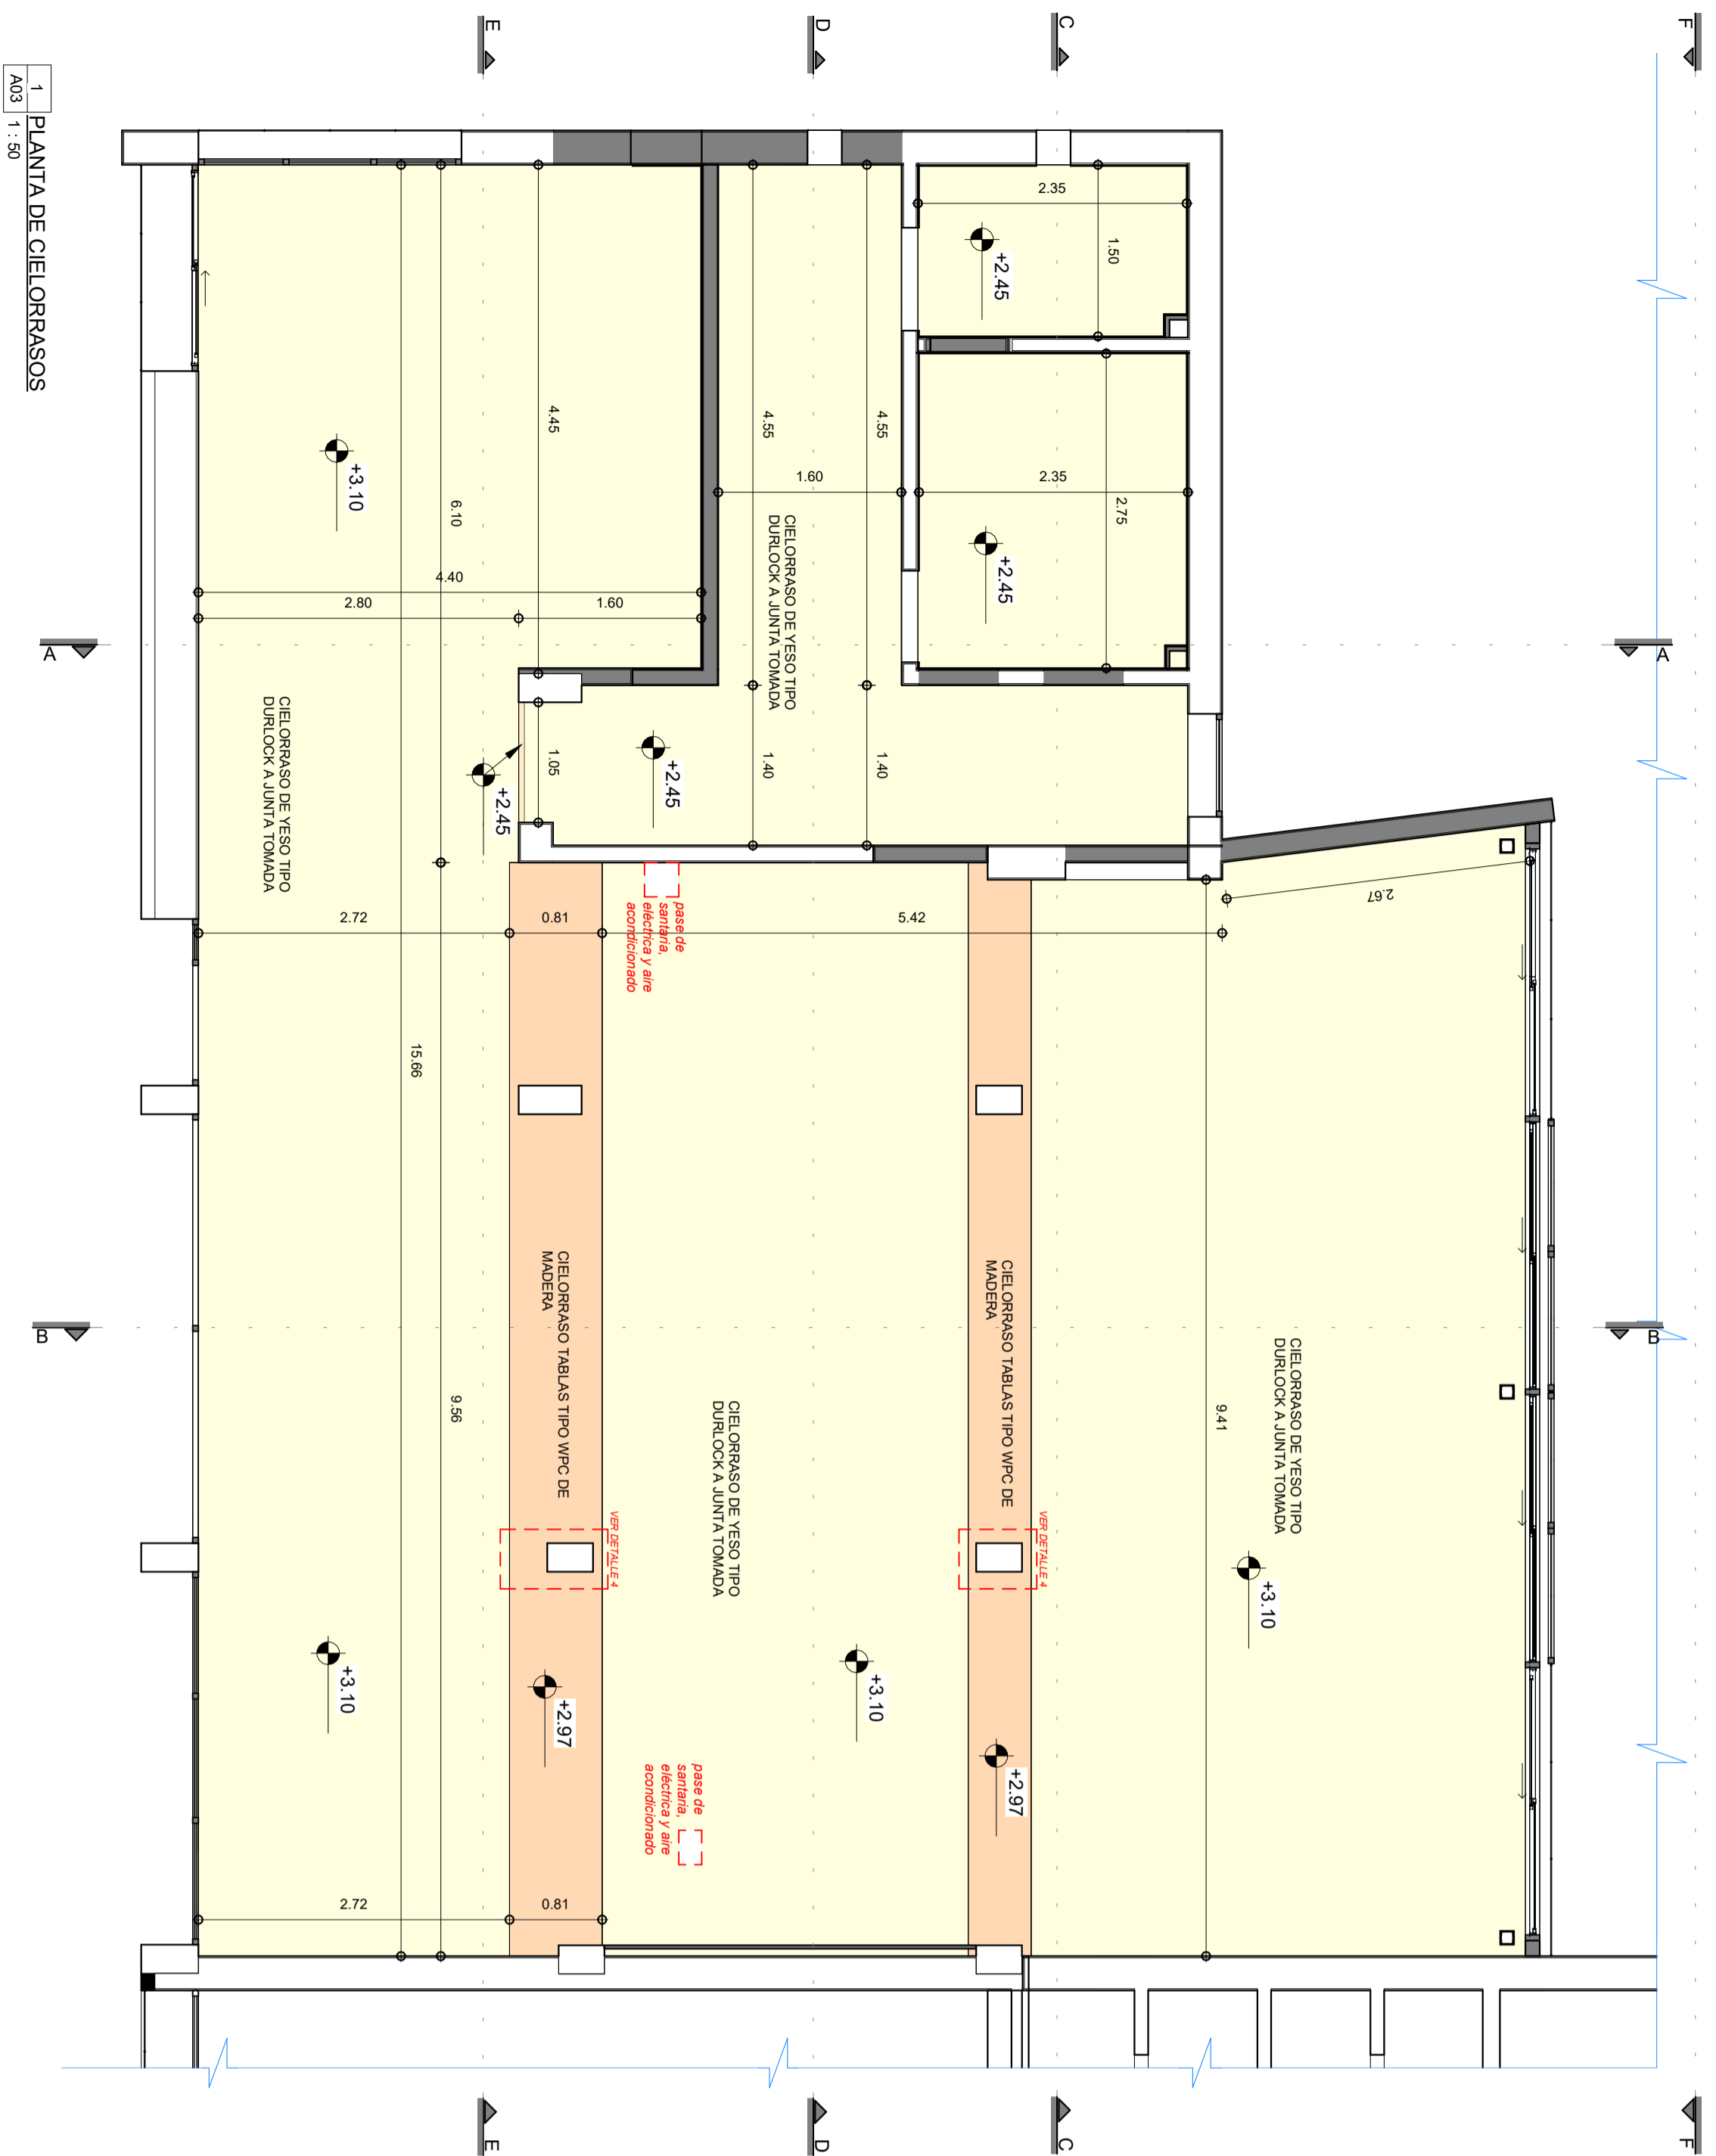 F
C
D
E
2.35
1.50
+2.45
2.35
2.75
+2.45
4.55
4.55
1.60
CIELORRASO DE YESO TIPO
DURLOCK A JUNTA TOMADA
4.45
6.10
+3.10
4.40
2.80
1.60
A
A
1.40
1.40
+2.45
1.05
+2.45
CIELORRASO DE YESO TIPO
DURLOCK A JUNTA TOMADA
2.67
2.72
0.81
5.42
pase de
santaria,
eléctrica y aire
acondicionado
15.66
9.56
9.41
CIELORRASO TABLAS TIPO WPC DE
MADERA
CIELORRASO TABLAS TIPO WPC DE
MADERA
B
B
CIELORRASO DE YESO TIPO
DURLOCK A JUNTA TOMADA
CIELORRASO DE YESO TIPO
DURLOCK A JUNTA TOMADA
VER DETALLE 4
VER DETALLE 4
+3.10
+3.10
+3.10
+2.97
+2.97
pase de
santaria,
eléctrica y aire
acondicionado
2.72
0.81
F
C
D
E
1
A03
PLANTA DE CIELORRASOS
1 : 50